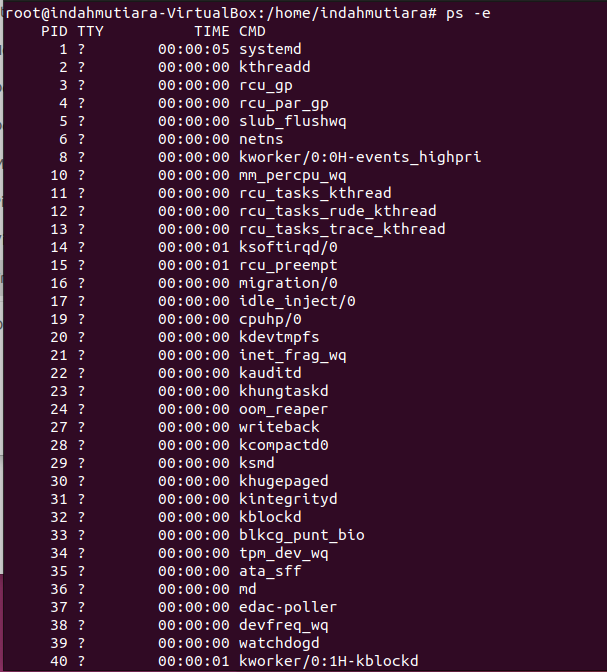 root@indahmutiara-VirtualBox:/home/indahmutiara# ps -e
PID TTY TIME CMD
1 ? 00:00:05 systemd
2 ? 00:00:00 kthreadd
3 ? 00:00:00 rcu_gp
4 ? 00:00:00 rcu_par_gp
5 ? 00:00:00 slub_flushwq
6 ? 00:00:00 netns
8 ? 00:00:00 kworker/0:0H-events_highpri
10 ? 00:00:00 mm_percpu_wq
11 ? 00:00:00 rcu_tasks_kthread
12 ? 00:00:00 rcu_tasks_rude_kthread
13 ? 00:00:00 rcu_tasks_trace_kthread
14 ? 00:00:01 ksoftirqd/0
15 ? 00:00:01 rcu_preempt
16 ? 00:00:00 migration/0
17 ? 00:00:00 idle_inject/0
19 ? 00:00:00 cpuhp/0
20 ? 00:00:00 kdevtmpfs
21 ? 00:00:00 inet_frag_wq
22 ? 00:00:00 kauditd
23 ? 00:00:00 khungtaskd
24 ? 00:00:00 oom_reaper
27 ? 00:00:00 writeback
28 ? 00:00:00 kcompactd0
29 ? 00:00:00 ksmd
30 ? 00:00:00 khugepaged
31 ? 00:00:00 kintegrityd
32 ? 00:00:00 kblockd
33 ? 00:00:00 blkcg_punt_bio
34 ? 00:00:00 tpm_dev_wq
35 ? 00:00:00 ata_sff
36 ? 00:00:00 md
37 ? 00:00:00 edac-poller
38 ? 00:00:00 devfreq_wq
39 ? 00:00:00 watchdogd
40 ? 00:00:01 kworker/0:1H-kblockd